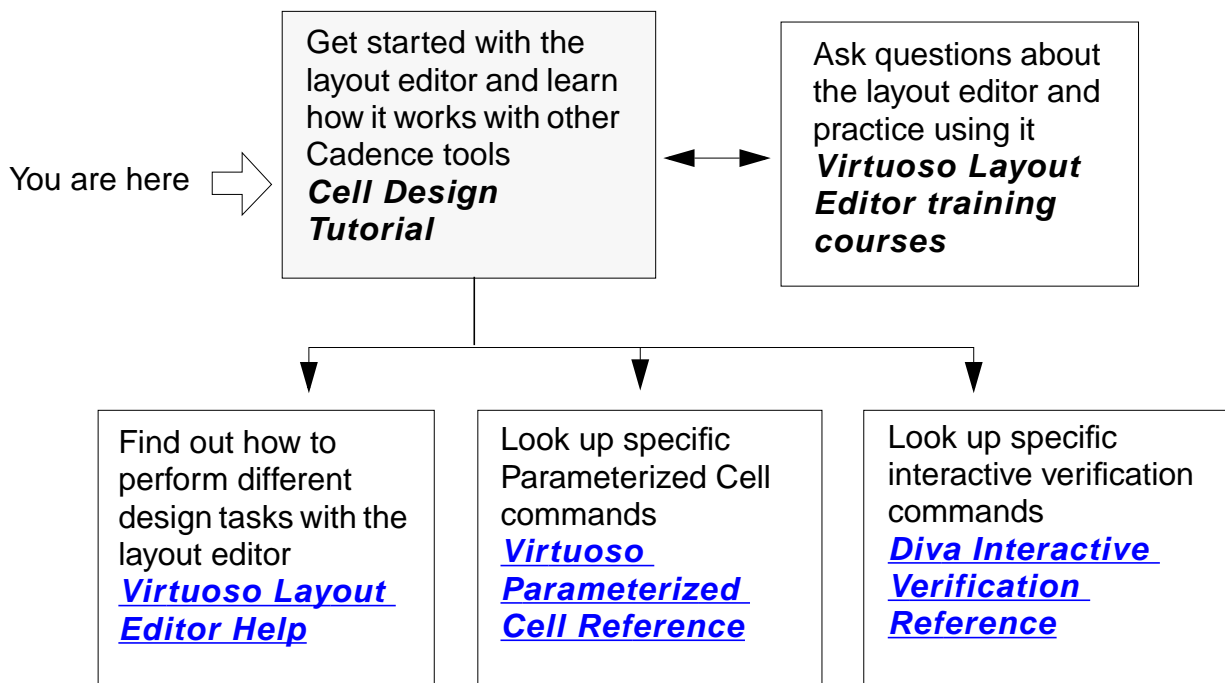 You are here
Get started with the
layout editor and learn
how it works with other
Cadence tools
Cell Design
Tutorial
Ask questions about
the layout editor and
practice using it
Virtuoso Layout
Editor training
courses
Find out how to
perform different
design tasks with the
layout editor
Virtuoso Layout
Editor Help
Look up specific
Parameterized Cell
commands
Virtuoso
Parameterized
Cell Reference
Look up specific
interactive verification
commands
Diva Interactive
Verification
Reference